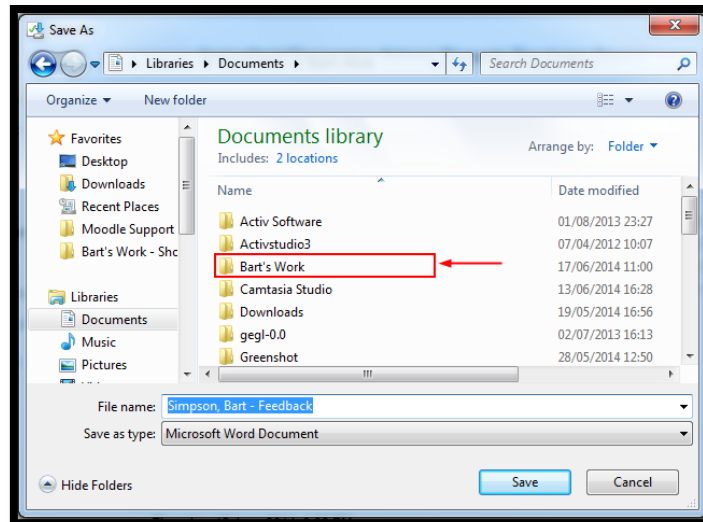 Save As
Libraries Documents
Search Documents
Organize New folder
Favorites
Desktop
Downloads
Recent Places
Moodle Support
Bart's Work - Shc
Libraries
Documents
Music
Pictures
Documents library
Includes: 2 locations
Arrange by: Folder
Name Date modified
Activ Software 01/08/2013 23:27
Activstudio3 07/04/2012 10:07
Bart's Work 17/06/2014 11:00
Camtasia Studio 13/06/2014 16:28
Downloads 19/05/2014 16:56
gegl-0.0 02/07/2013 16:13
Greenshot 28/05/2014 12:50
File name: Simpson, Bart - Feedback
Save as type: Microsoft Word Document
Hide Folders
Save Cancel